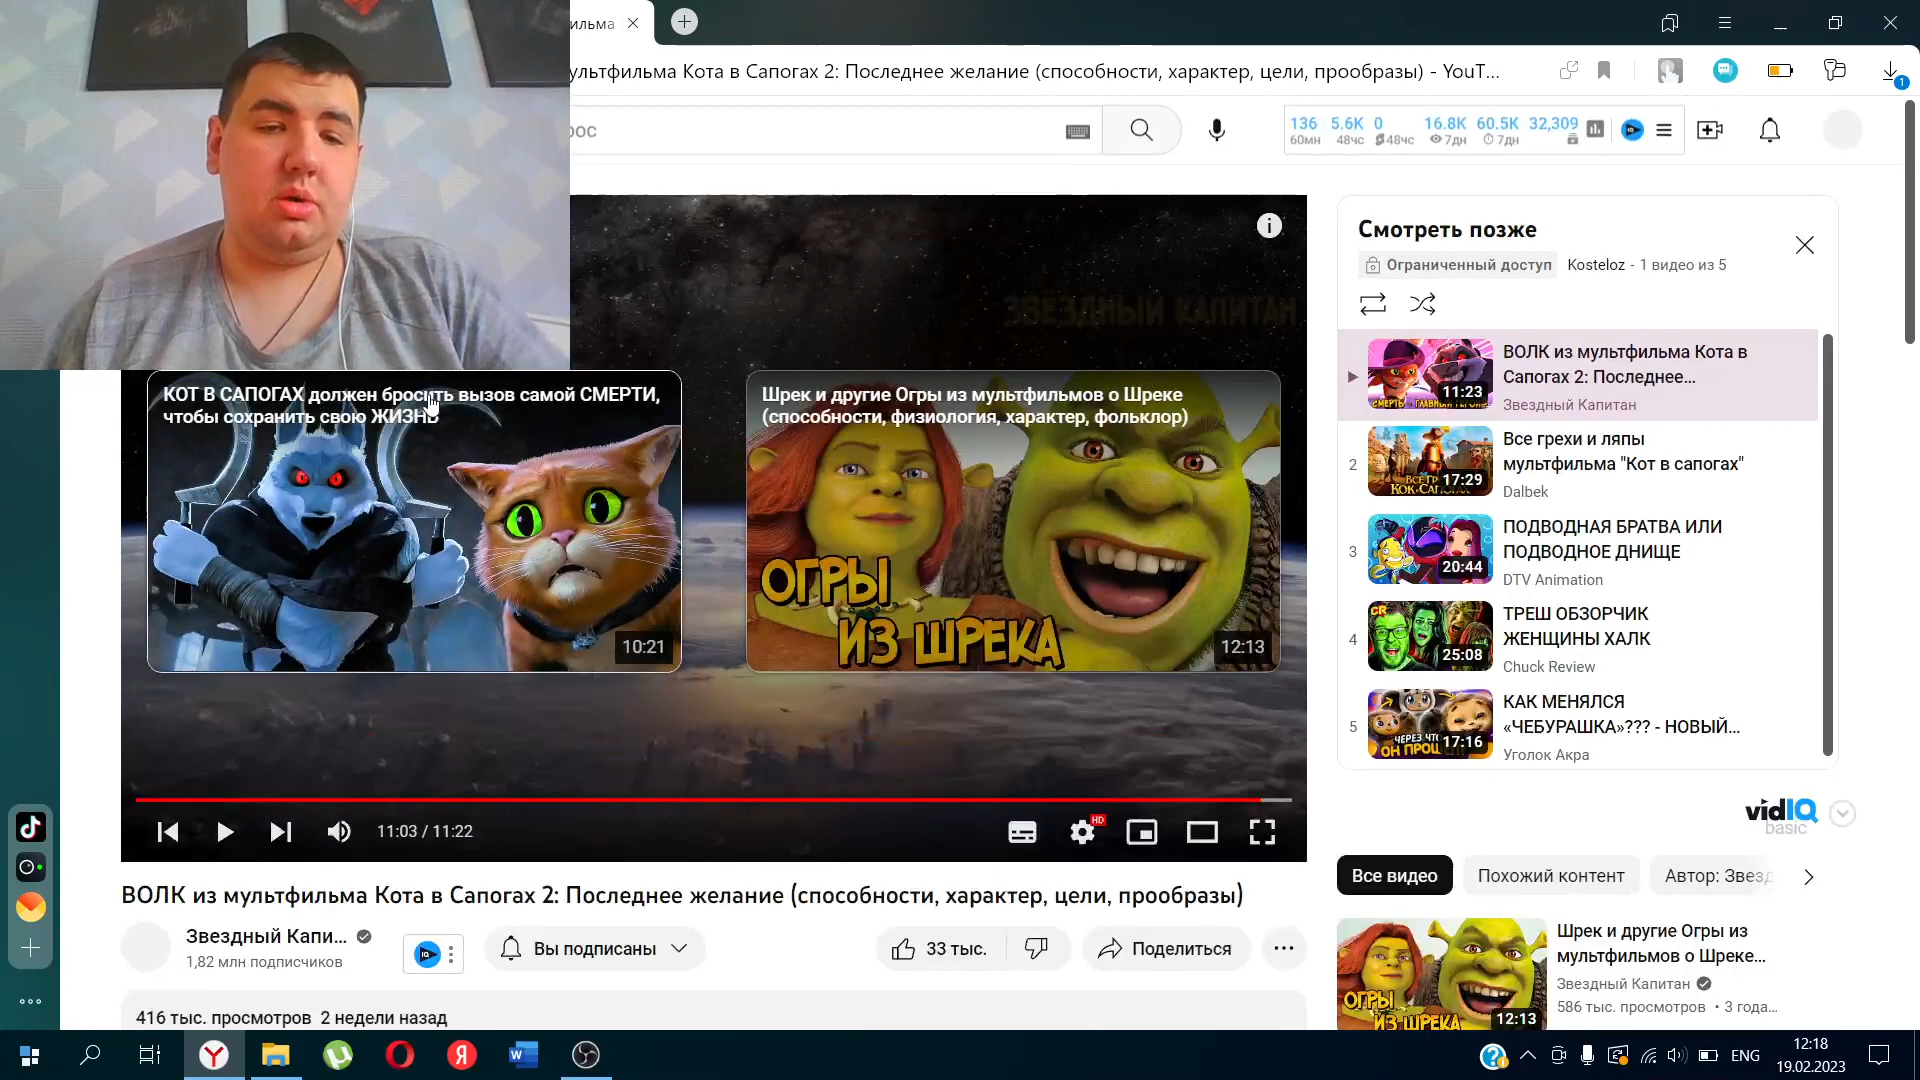 ильма
ультфильма Кота в Сапогах 2: Последнее желание (способности, характер, цели, прообразы) - YouT...
1
рос
136 5.6K 0 16.8K 60.5K 32,309
60мн 48чс 48чс 7дн 7дн
ЗВЕЗДНЫЙ КАПИТАН
КОТ В САПОГАХ должен бросить вызов самой СМЕРТИ,
чтобы сохранить свою ЖИЗНЬ
10:21
Шрек и другие Огры из мультфильмов о Шреке
(способности, физиология, характер, фольклор)
ОГРЫ
ИЗ ШРЕКА
12:13
11:03 / 11:22
HD
ВОЛК из мультфильма Кота в Сапогах 2: Последнее желание (способности, характер, цели, прообразы)
Звездный Капи...
1,82 млн подписчиков
Вы подписаны
33 тыс.
Поделиться
416 тыс. просмотров 2 недели назад
Смотреть позже
Ограниченный доступ Kosteloz - 1 видео из 5
11:23
ВОЛК из мультфильма Кота в
Сапогах 2: Последнее...
Звездный Капитан
2
17:29
Все грехи и ляпы
мультфильма "Кот в сапогах"
Dalbek
3
20:44
ПОДВОДНАЯ БРАТВА ИЛИ
ПОДВОДНОЕ ДНИЩЕ
DTV Animation
4
CR
25:08
ТРЕШ ОБЗОРЧИК
ЖЕНЩИНЫ ХАЛК
Chuck Review
5
17:16
КАК МЕНЯЛСЯ
«ЧЕБУРАШКА»??? - НОВЫЙ...
Уголок Акра
vidIQ
basic
Все видео
Похожий контент
Автор: Звезд
ОГРЫ
ИЗ ШРЕКА
12:13
Шрек и другие Огры из
мультфильмов о Шреке...
Звездный Капитан
586 тыс. просмотров • 3 года...
ENG
12:18
19.02.2023